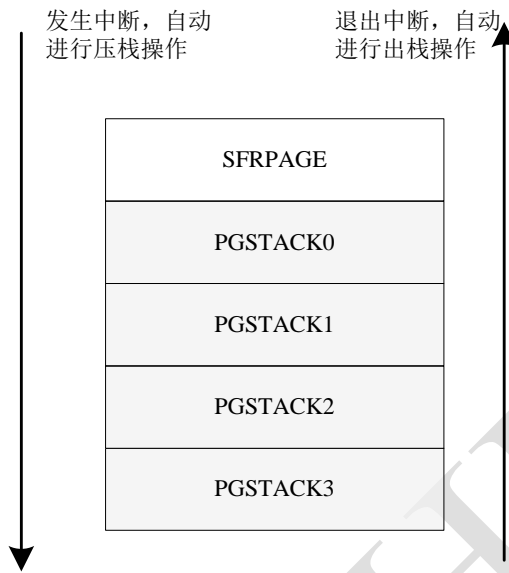 发生中断，自动
进行压栈操作
退出中断，自动
进行出栈操作
SFRPAGE
PGSTACK0
PGSTACK1
PGSTACK2
PGSTACK3